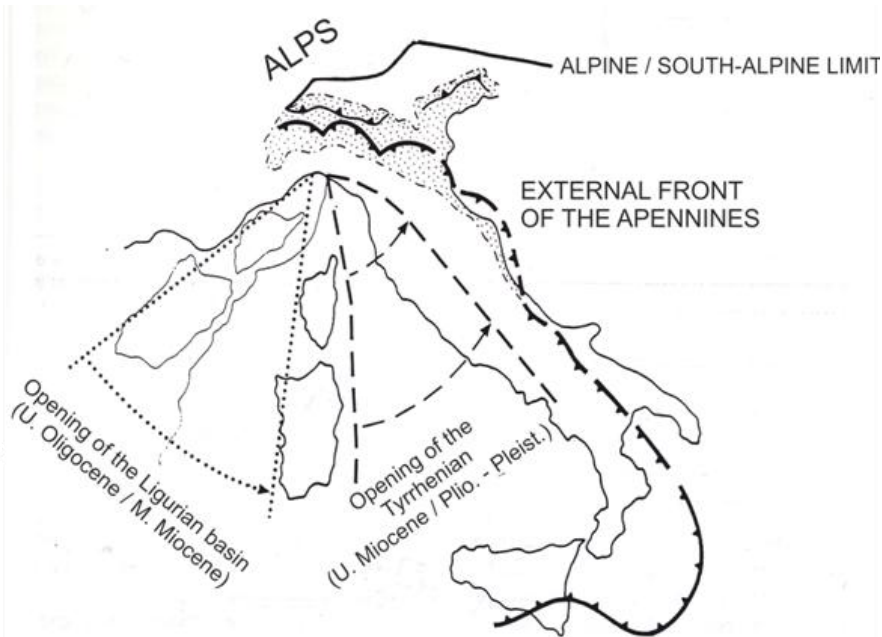 ALPS
ALPINE / SOUTH-ALPINE LIMIT
EXTERNAL FRONT
OF THE APENNINES
Opening of the Ligurian basin
(U. Oligocene / M. Miocene)
Opening of the
Tyrrhenian
(U. Miocene / Plio. - Pleist.)